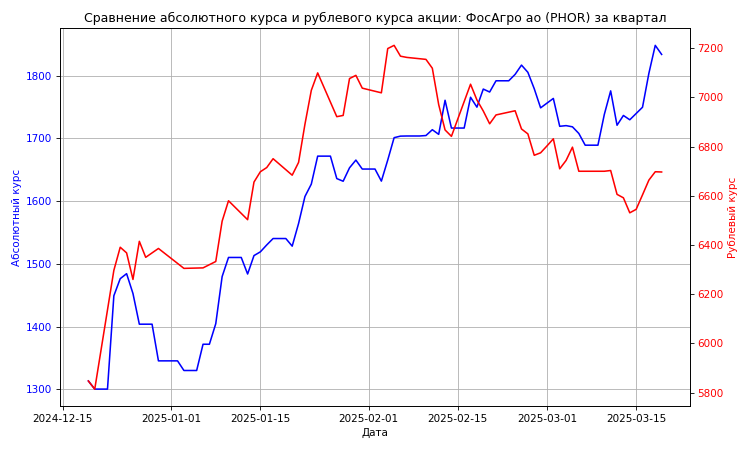 Сравнение абсолютного курса и рублевого курса акции: ФосАгро ао (PHOR) за квартал
1800
1700
1600
1500
1400
1300
Абсолютный курс
7200
7000
6800
6600
6400
6200
6000
5800
Рублевый курс
2024-12-15 2025-01-01 2025-01-15 2025-02-01 2025-02-15 2025-03-01 2025-03-15
Дата